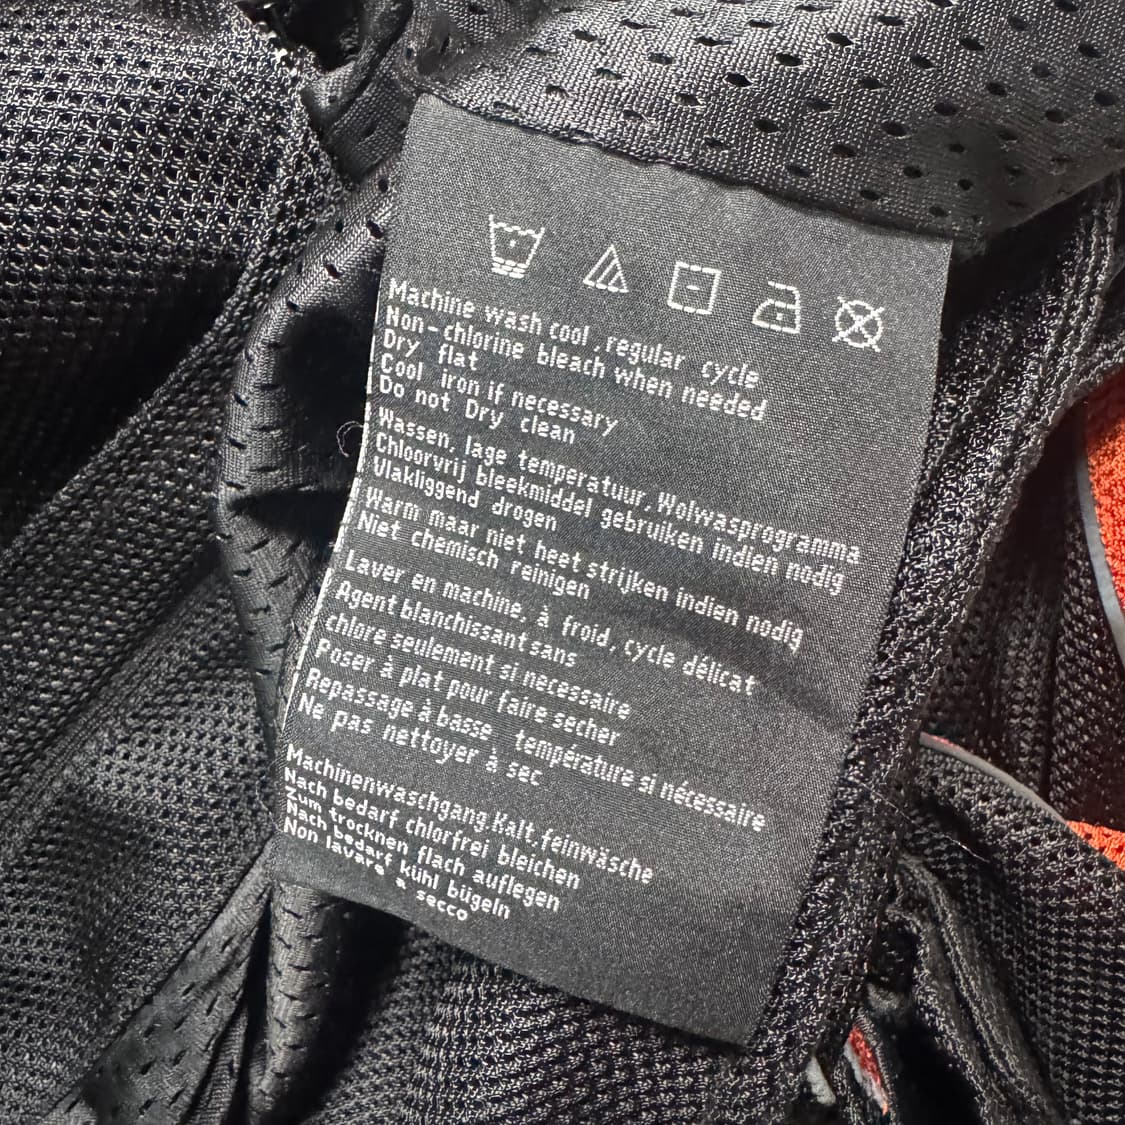 Machine wash cool , regular cycle
Non-chlorine bleach when needed
Dry flat
Cool iron if necessary
Do not Dry clean
Wassen, lage temperatuur, Wolwasprogramma
Chloorvrij bleekmiddel gebruiken indien nodig
Vlakliggend drogen
Warm maar niet heet strijken indien nodig
Niet chemisch reinigen
Laver en machine, à froid, cycle délicat
Agent blanchissant sans
chlore seulement si necessaire
Poser à plat pour faire secher
Repassage à basse température si nécessaire
Ne pas nettoyer à sec
Machinenwaschgang.Kalt.feinwäsche
Nach bedarf chlorfrei bleichen
Zum trocknen flach auflegen
Nach bedarf kühl bügeln
Non lavare a secco